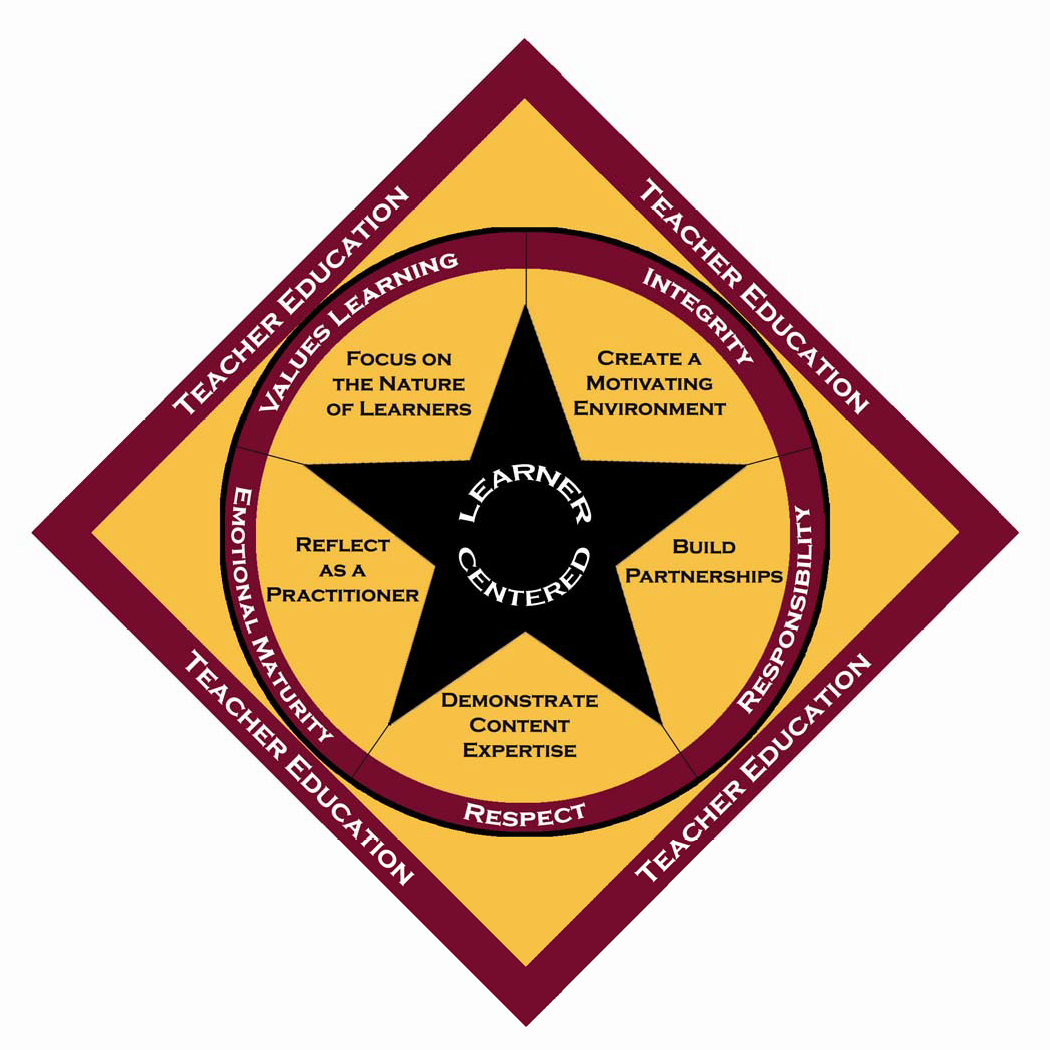 Teacher Education
Teacher Education
Values Learning
Integrity
Focus on
the Nature
of Learners
Create a
Motivating
Environment
Learner
Centered
Emotional Maturity
Reflect
as a
Practitioner
Build
Partnerships
Responsibility
Demonstrate
Content
Expertise
Respect
Teacher Education
Teacher Education